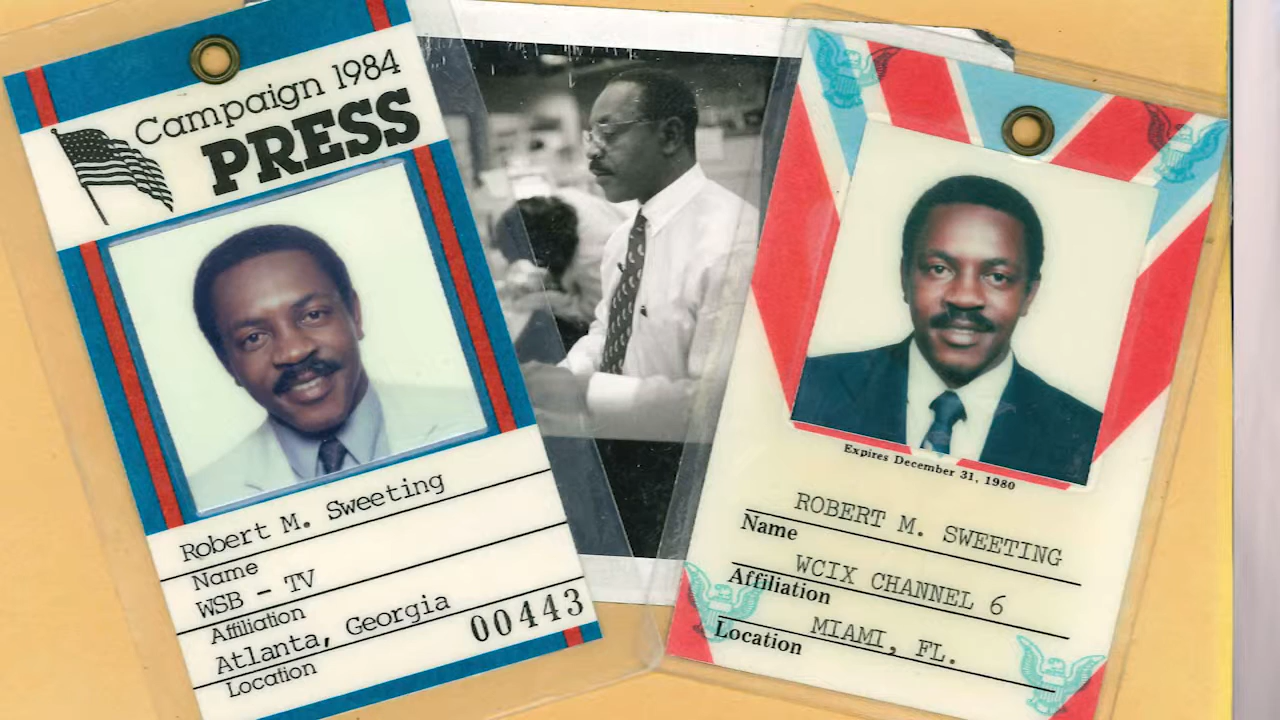 Campaign 1984
PRESS
Robert M. Sweeting
Name
WSB - TV
Affiliation
Atlanta, Georgia
Location
00443
Expires December 31, 1980
ROBERT M. SWEETING
Name
WCIX CHANNEL 6
Affiliation
MIAMI, FL.
Location